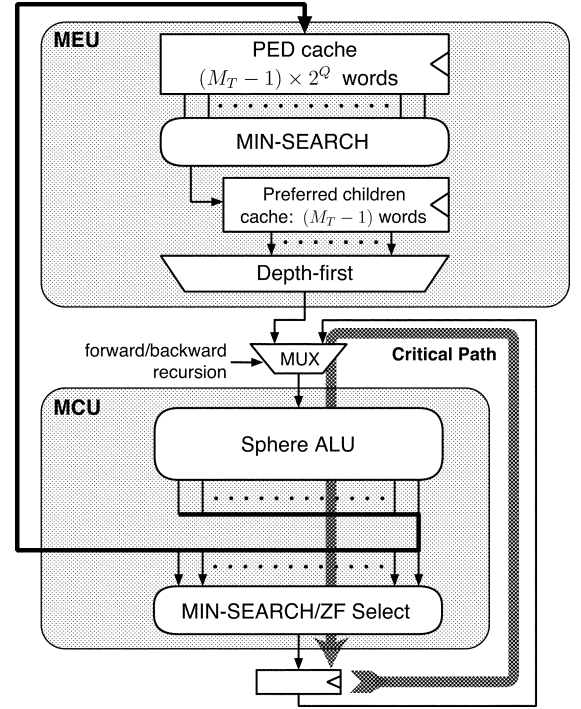 MEU
PED cache
$(M_T - 1) \times 2^Q$ words
MIN-SEARCH
Preferred children
cache: $(M_T - 1)$ words
Depth-first
forward/backward
recursion
MUX
Critical Path
MCU
Sphere ALU
MIN-SEARCH/ZF Select